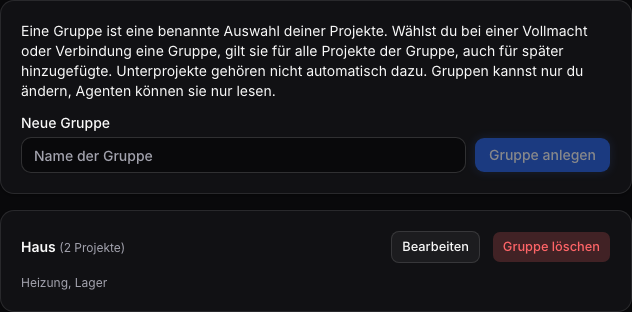 Eine Gruppe ist eine benannte Auswahl deiner Projekte. Wählst du bei einer Vollmacht
oder Verbindung eine Gruppe, gilt sie für alle Projekte der Gruppe, auch für später
hinzugefügte. Unterprojekte gehören nicht automatisch dazu. Gruppen kannst nur du
ändern, Agenten können sie nur lesen.
Neue Gruppe
Name der Gruppe
Gruppe anlegen
Haus (2 Projekte)
Bearbeiten
Gruppe löschen
Heizung, Lager